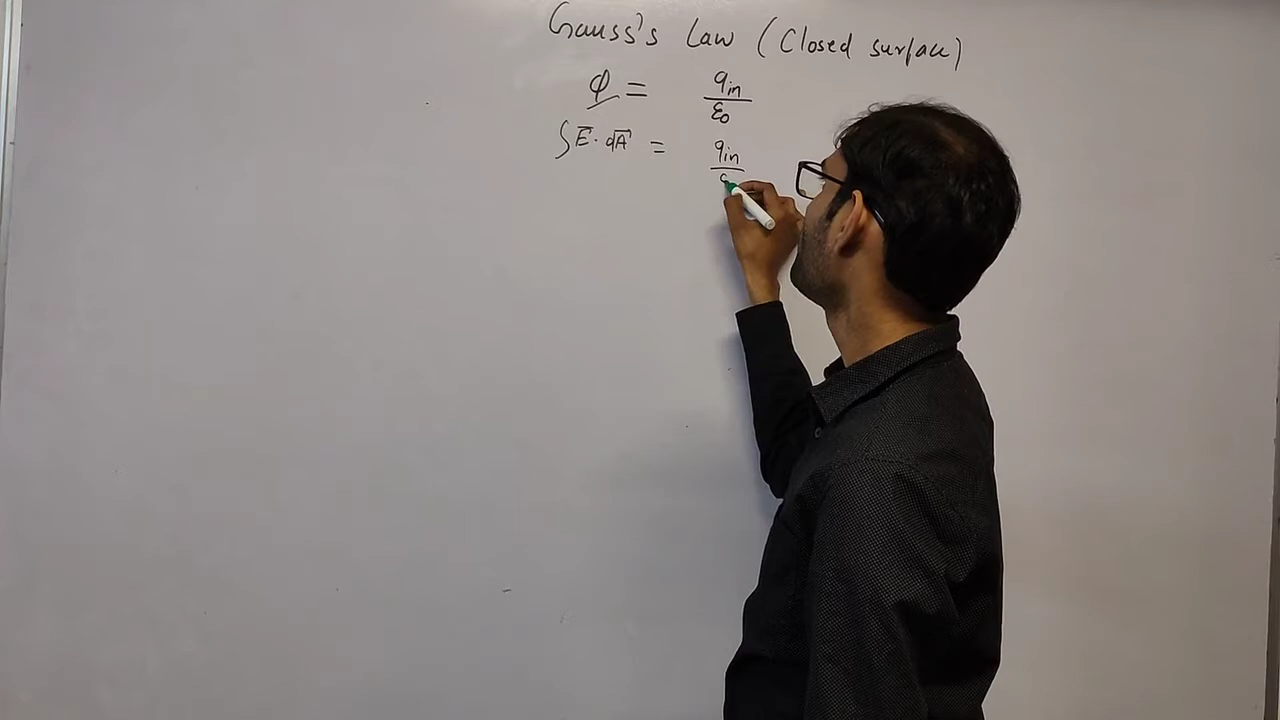 Gauss's Law (Closed surface)
φ = q_in / ε₀
∫ E⃗ · dA⃗ = q_in /